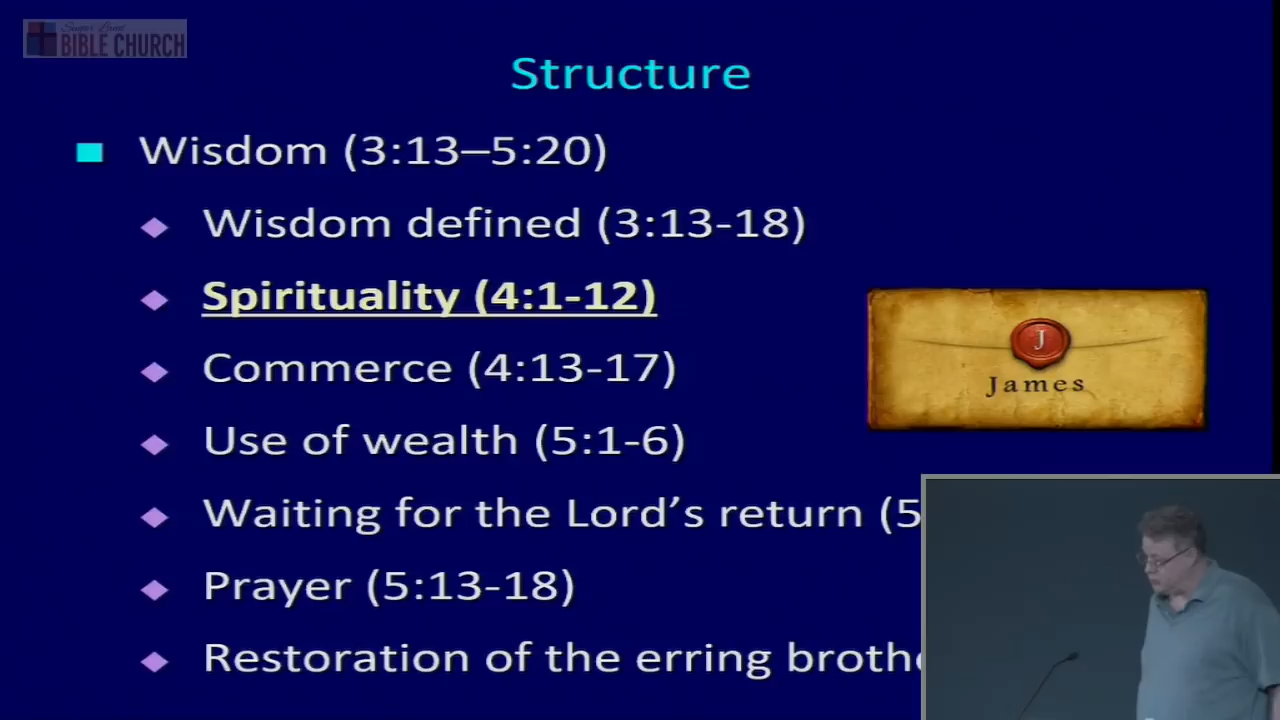 Sugar Land
BIBLE CHURCH
Structure
Wisdom (3:13–5:20)
Wisdom defined (3:13-18)
Spirituality (4:1-12)
Commerce (4:13-17)
J
James
Use of wealth (5:1-6)
Waiting for the Lord’s return (5
Prayer (5:13-18)
Restoration of the erring brothe